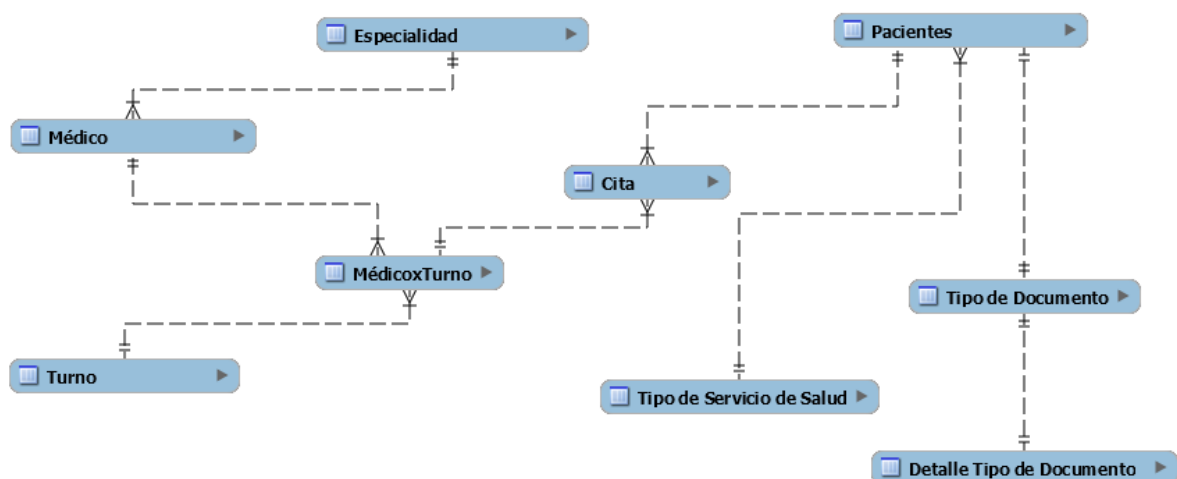 Especialidad
Pacientes
Médico
Cita
MédicoxTurno
Tipo de Documento
Turno
Tipo de Servicio de Salud
Detalle Tipo de Documento